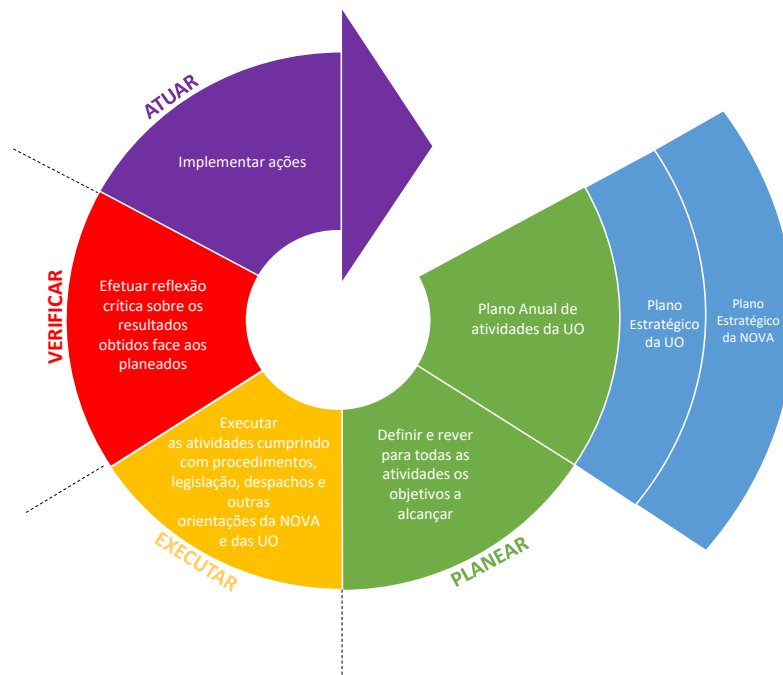 ATUAR
Implementar ações
VERIFICAR
Efetuar reflexão
crítica sobre os
resultados
obtidos face aos
planeados
Executar
as atividades cumprindo
com procedimentos,
legislação, despachos e
outras
orientações da NOVA
e das UO
EXECUTAR
Definir e rever
para todas as
atividades os
objetivos a
alcançar
PLANEAR
Plano Anual de
atividades da UO
Plano
Estratégico
da UO
Plano
Estratégico
da NOVA